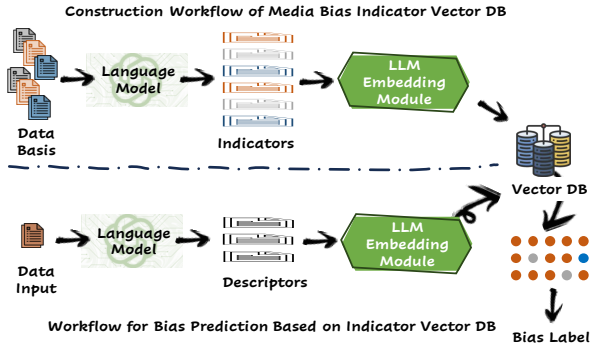 Construction Workflow of Media Bias Indicator Vector DB
Language
Model
LLM
Embedding
Module
Data
Basis
Indicators
Vector DB
Language
Model
LLM
Embedding
Module
Data
Input
Descriptors
Workflow for Bias Prediction Based on Indicator Vector DB
Bias Label